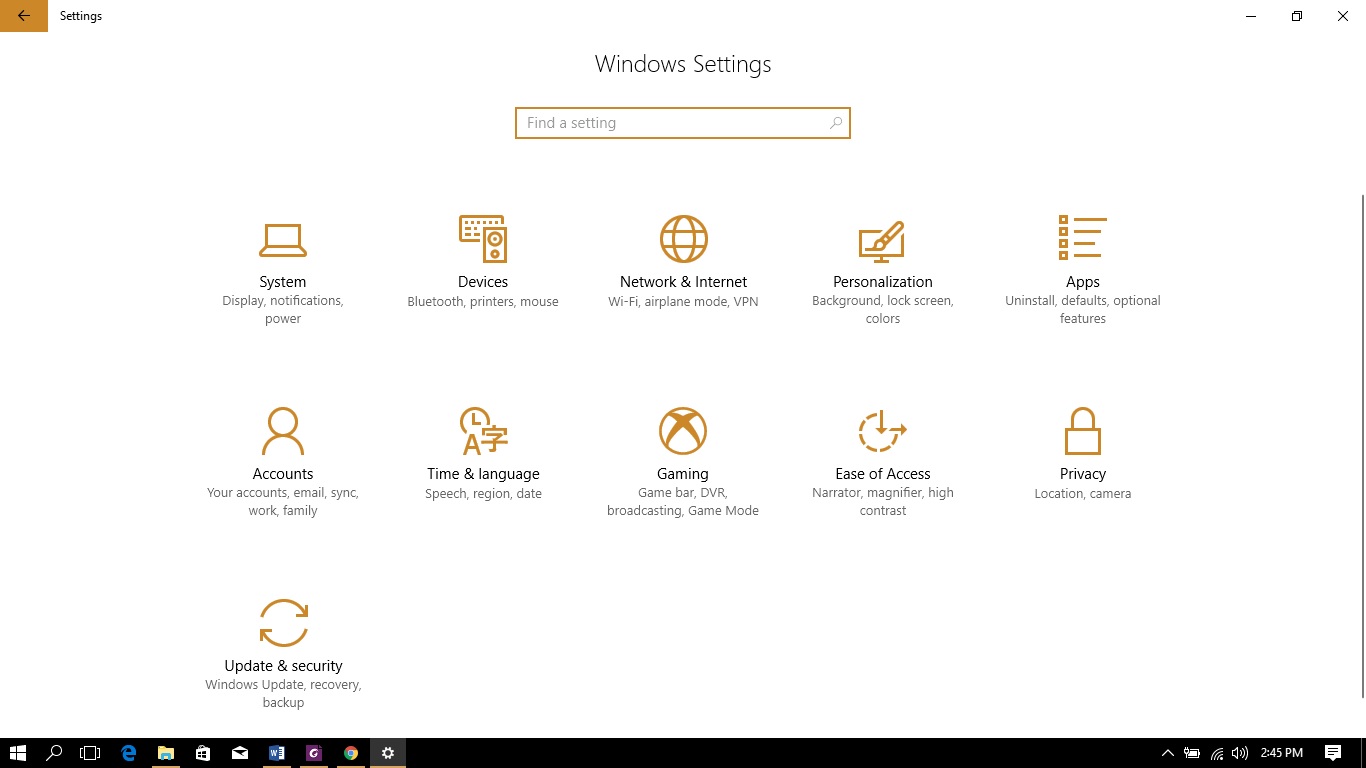 Settings
Windows Settings
Find a setting
System
Display, notifications,
power
Devices
Bluetooth, printers, mouse
Network & Internet
Wi-Fi, airplane mode, VPN
Personalization
Background, lock screen,
colors
Apps
Uninstall, defaults, optional
features
Accounts
Your accounts, email, sync,
work, family
Time & language
Speech, region, date
Gaming
Game bar, DVR,
broadcasting, Game Mode
Ease of Access
Narrator, magnifier, high
contrast
Privacy
Location, camera
Update & security
Windows Update, recovery,
backup
2:45 PM